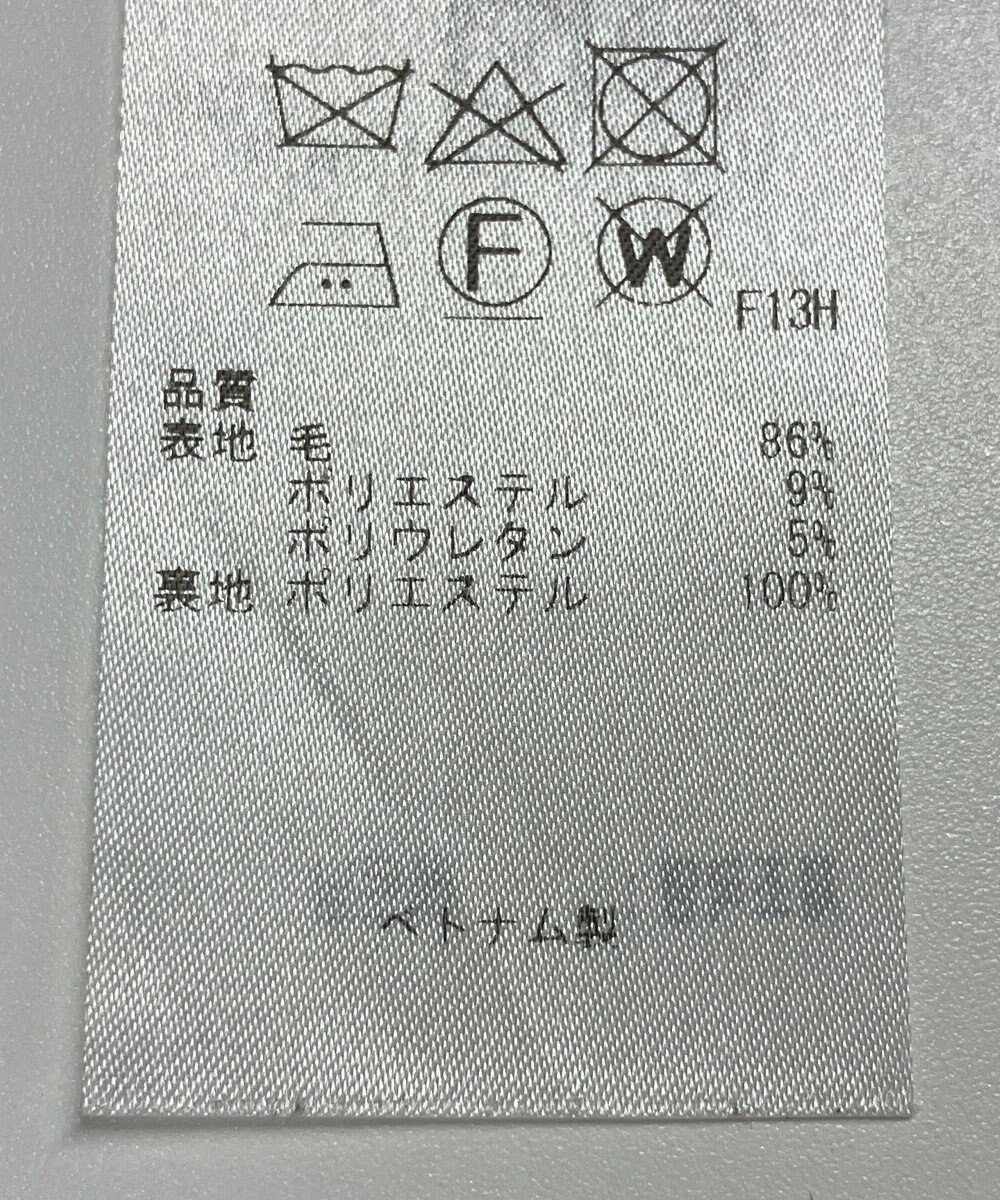 F
W
F13H
品質
表地 毛 86%
ポリエステル 9%
ポリウレタン 5%
裏地 ポリエステル 100%
ベトナム製